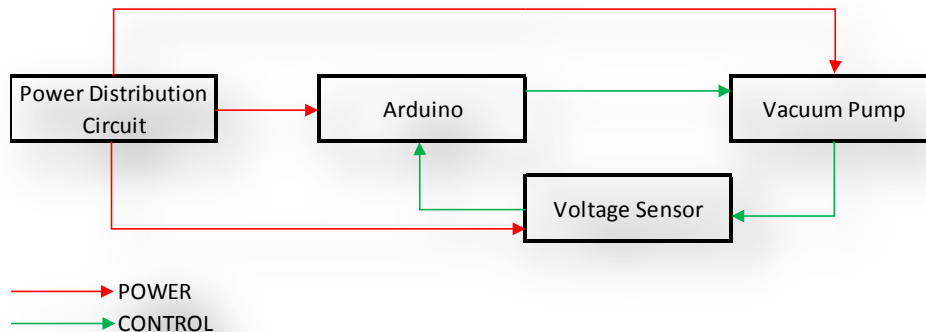 Power Distribution
Circuit
Arduino
Vacuum Pump
Voltage Sensor
POWER
CONTROL